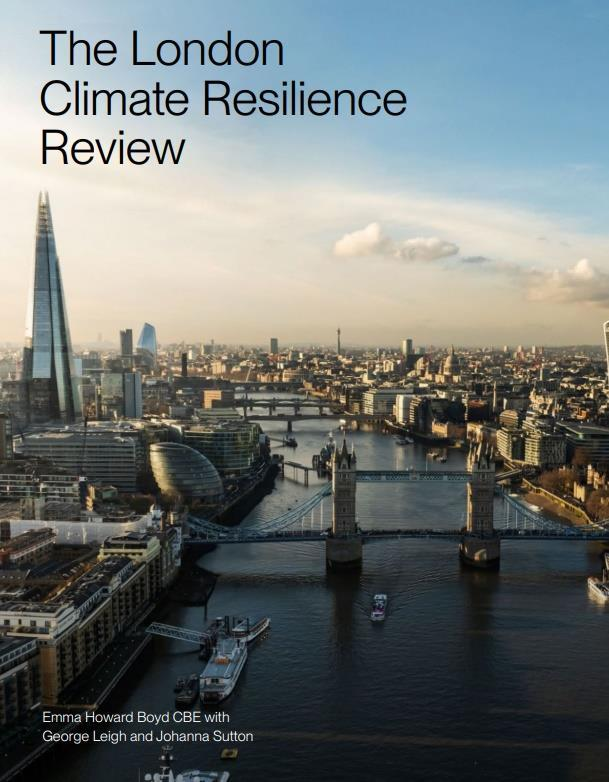 The London
Climate Resilience
Review
Emma Howard Boyd CBE with
George Leigh and Johanna Sutton